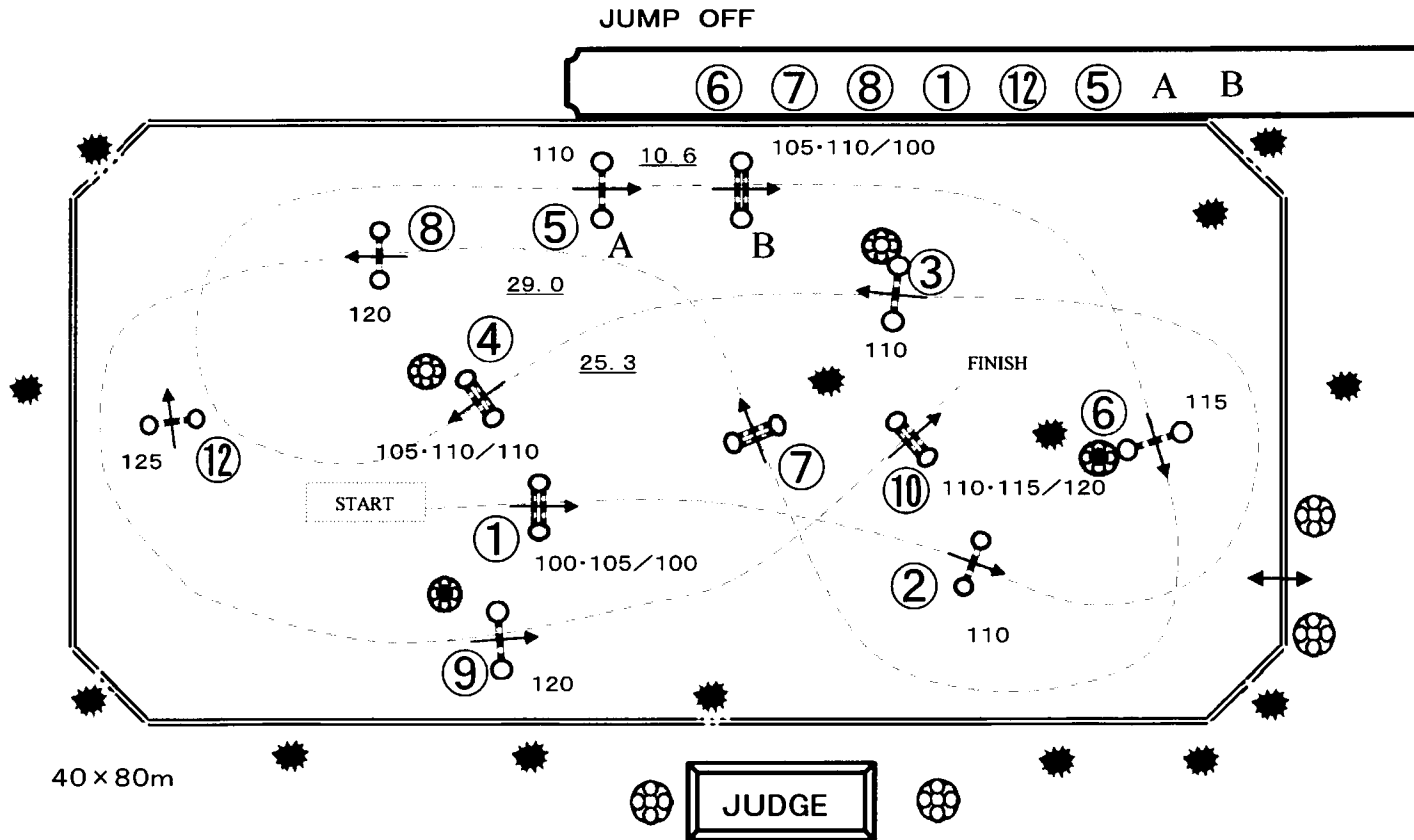 JUMP OFF
⑥ ⑦ ⑧ ① ⑫ ⑤ A B
110 10.6 105·110/100
⑧ ⑤ A B
③
29.0
120
④
110
25.3
FINISH
115
⑥
105·110/110
125 ⑫
⑦
⑩ 110·115/120
START
①
100·105/100
②
110
⑨ 120
40×80m
JUDGE